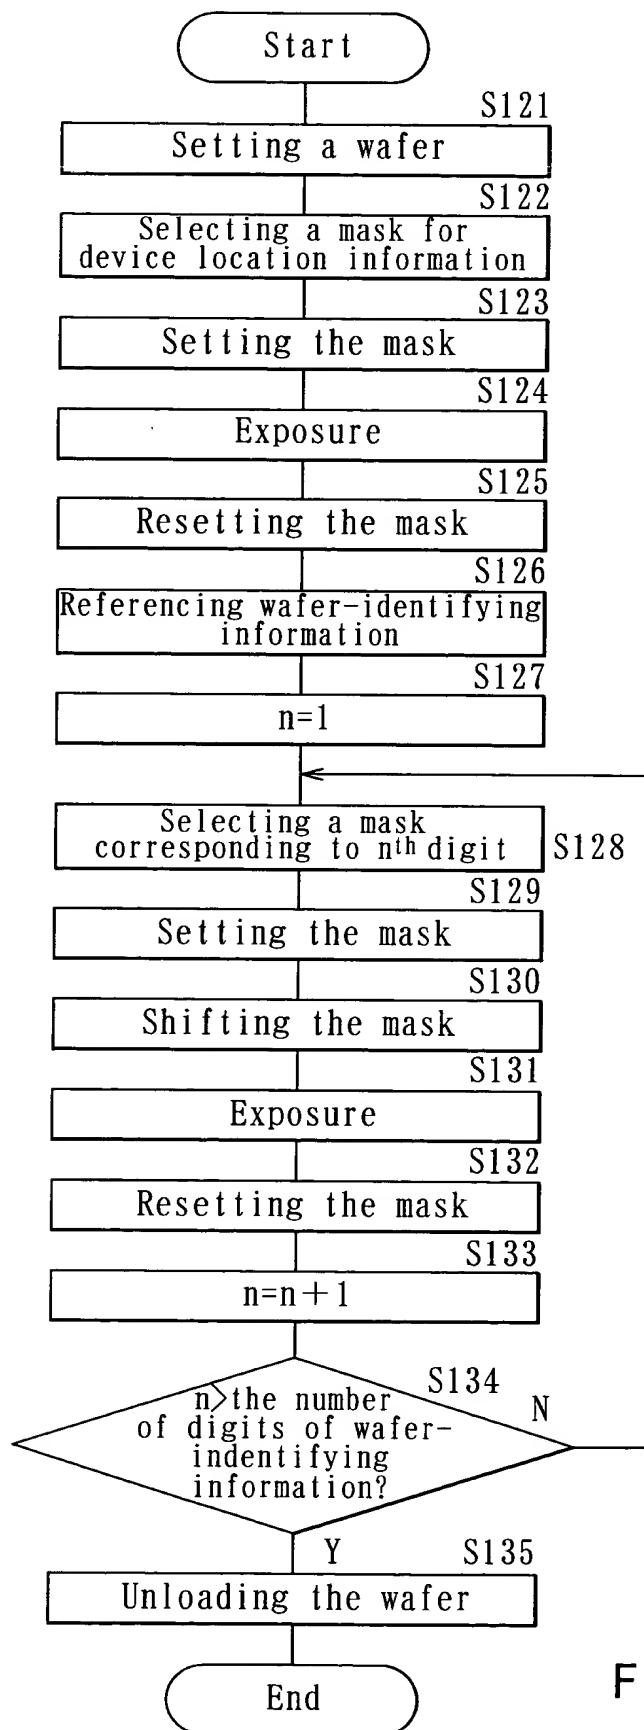 Start
S121
Setting a wafer
S122
Selecting a mask for
device location information
S123
Setting the mask
S124
Exposure
S125
Resetting the mask
S126
Referencing wafer-identifying
information
S127
n=1
Selecting a mask
corresponding to nth digit
S128
S129
Setting the mask
S130
Shifting the mask
S131
Exposure
S132
Resetting the mask
S133
n=n+1
S134
n>the number
of digits of wafer-
indentifying
information?
N
Y
S135
Unloading the wafer
End
F